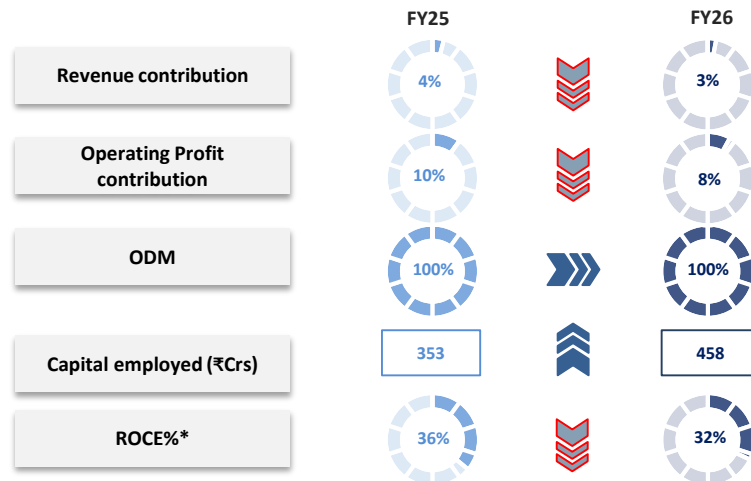 FY25 FY26
Revenue contribution 4% 3%
Operating Profit
contribution
10% 8%
ODM 100% 100%
Capital employed (₹Crs) 353 458
ROCE%* 36% 32%